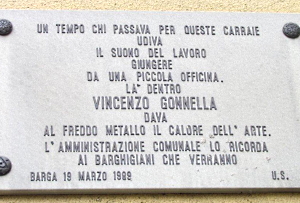 UN TEMPO CHI PASSAVA PER QUESTE CARRAIE
UDIVA
IL SUONO DEL LAVORO
GIUNGERE
DA UNA PICCOLA OFFICINA.
LA' DENTRO
VINCENZO GONNELLA
DAVA
AL FREDDO METALLO IL CALORE DELL' ARTE.
L'AMMINISTRAZIONE COMUNALE LO RICORDA
AI BARGHIGIANI CHE VERRANNO
BARGA 19 MARZO 1989 U.S.